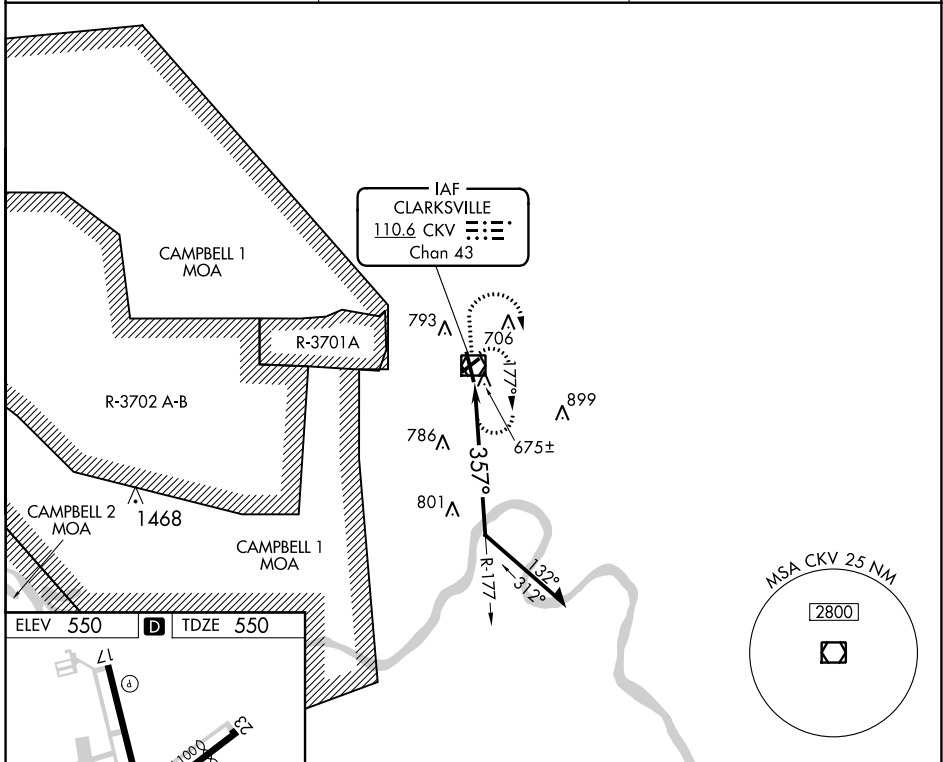 IAF
CLARKSVILLE
110.6 CKV
Chan 43
CAMPBELL 1
MOA
R-3701A
793
706
177°
R-3702 A-B
899
786
675±
357°
801
1468
CAMPBELL 2
MOA
CAMPBELL 1
MOA
R-177
132°
312°
MSA CKV 25 NM
2800
ELEV 550 D TDZE 550
17
P
23
100